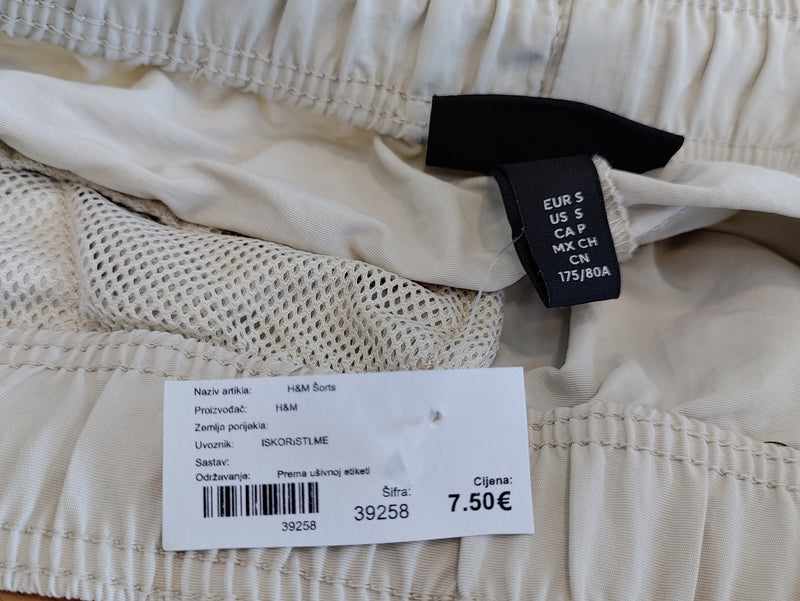 EUR S
US S
CA P
MX CH
CN
175/80A
Naziv artikla: H&M Šorts
Proizvođač: H&M
Zemlja porijekla:
Uvoznik: ISKORiSTI.ME
Sastav:
Održavanje: Prema ušivnoj etiketi
39258
Šifra:
39258
Cijena:
7.50€